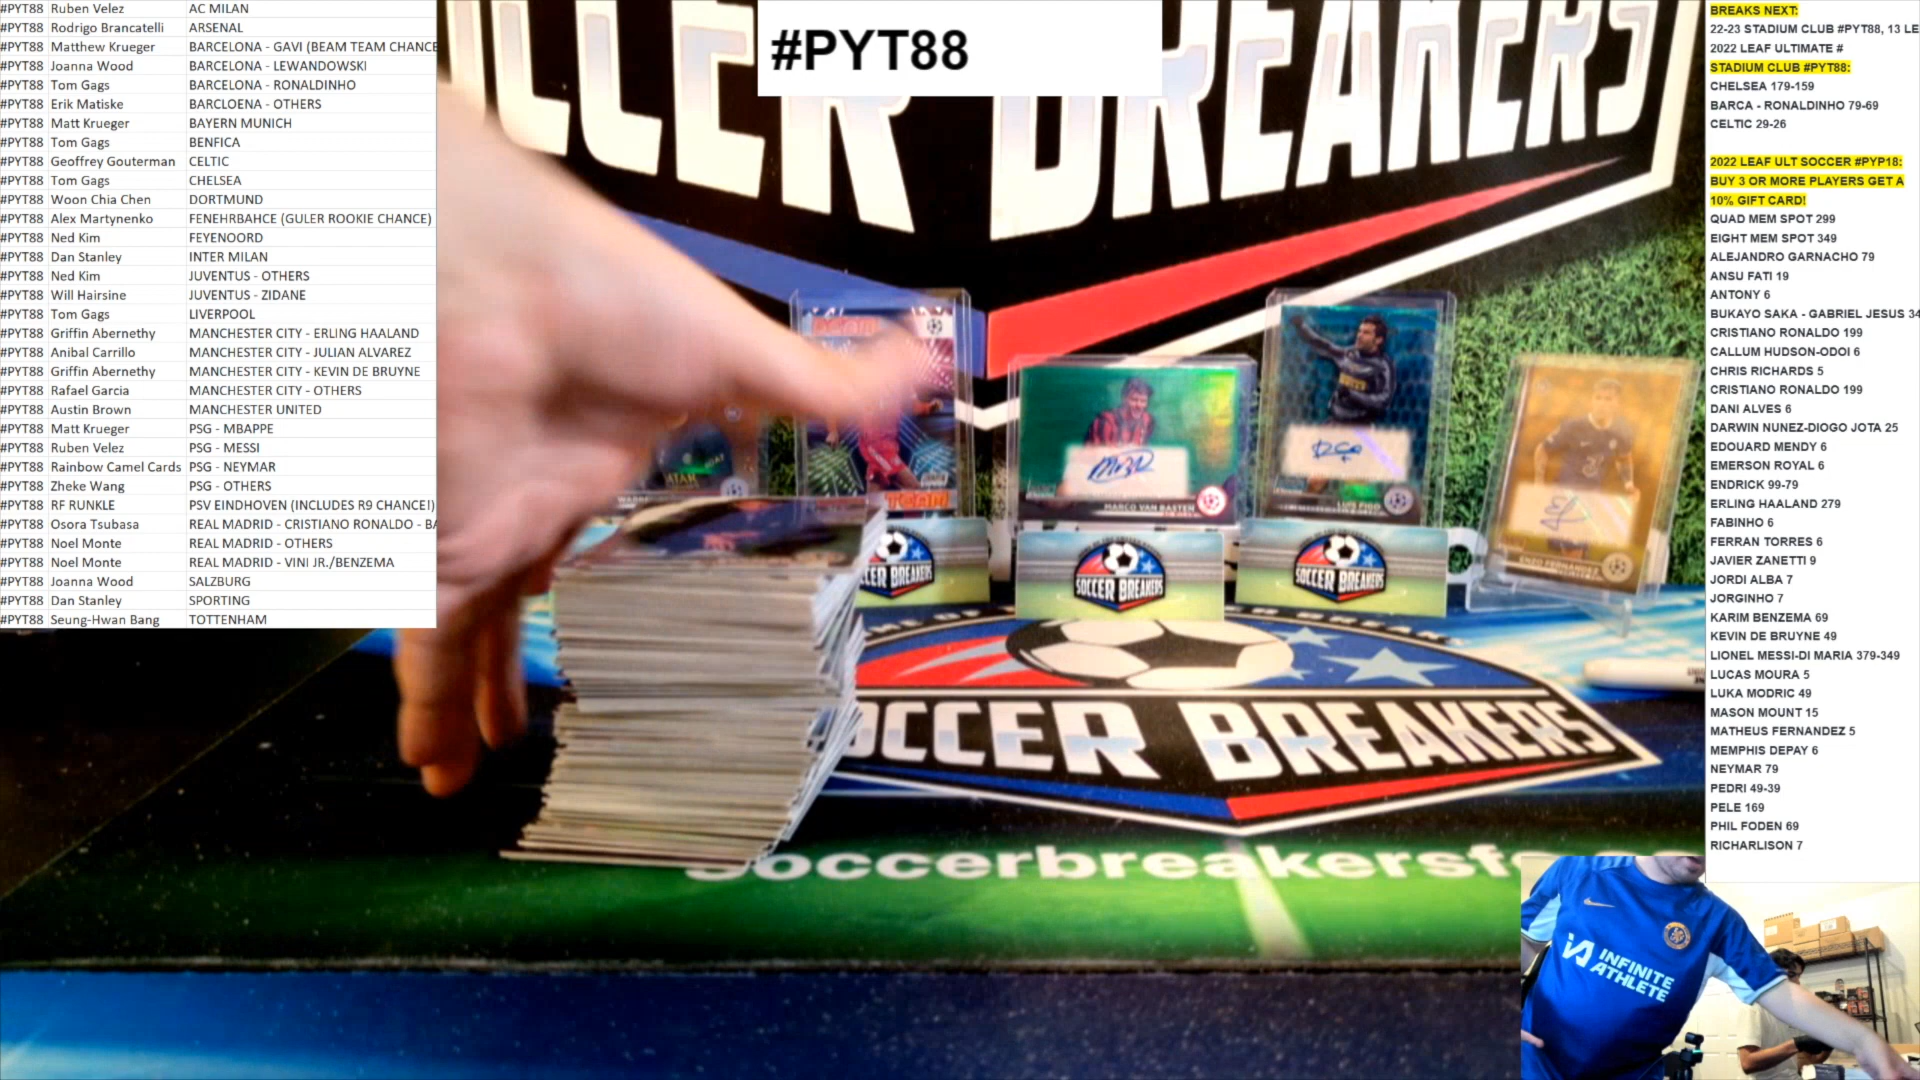 #PYT88 Ruben Velez AC MILAN
#PYT88 Rodrigo Brancatelli ARSENAL
#PYT88 Matthew Krueger BARCELONA - GAVI (BEAM TEAM CHANCE
#PYT88 Joanna Wood BARCELONA - LEWANDOWSKI
#PYT88 Tom Gags BARCELONA - RONALDINHO
#PYT88 Erik Matiske BARCLOENA - OTHERS
#PYT88 Matt Krueger BAYERN MUNICH
#PYT88 Tom Gags BENFICA
#PYT88 Geoffrey Gouterman CELTIC
#PYT88 Tom Gags CHELSEA
#PYT88 Woon Chia Chen DORTMUND
#PYT88 Alex Martynenko FENEHRBAHCE (GULER ROOKIE CHANCE)
#PYT88 Ned Kim FEYENOORD
#PYT88 Dan Stanley INTER MILAN
#PYT88 Ned Kim JUVENTUS - OTHERS
#PYT88 Will Hairsine JUVENTUS - ZIDANE
#PYT88 Tom Gags LIVERPOOL
#PYT88 Griffin Abernethy MANCHESTER CITY - ERLING HAALAND
#PYT88 Anibal Carrillo MANCHESTER CITY - JULIAN ALVAREZ
#PYT88 Griffin Abernethy MANCHESTER CITY - KEVIN DE BRUYNE
#PYT88 Rafael Garcia MANCHESTER CITY - OTHERS
#PYT88 Austin Brown MANCHESTER UNITED
#PYT88 Matt Krueger PSG - MBAPPE
#PYT88 Ruben Velez PSG - MESSI
#PYT88 Rainbow Camel Cards PSG - NEYMAR
#PYT88 Zheke Wang PSG - OTHERS
#PYT88 RF RUNKLE PSV EINDHOVEN (INCLUDES R9 CHANCE!)
#PYT88 Osora Tsubasa REAL MADRID - CRISTIANO RONALDO - BA
#PYT88 Noel Monte REAL MADRID - OTHERS
#PYT88 Noel Monte REAL MADRID - VINI JR./BENZEMA
#PYT88 Joanna Wood SALZBURG
#PYT88 Dan Stanley SPORTING
#PYT88 Seung-Hwan Bang TOTTENHAM
#PYT88
CCER BREAKERS
MARCO VAN BASTEN
LUIS FIGO
ENZO FERNANDEZ
CCER BREAKERS
SOCCER BREAKERS
SOCCER BREAKERS
OCCER BREAKERS
soccerbreakersf
BREAKS NEXT:
22-23 STADIUM CLUB #PYT88, 13 LE
2022 LEAF ULTIMATE #
STADIUM CLUB #PYT88:
CHELSEA 179-159
BARCA - RONALDINHO 79-69
CELTIC 29-26
2022 LEAF ULT SOCCER #PYP18:
BUY 3 OR MORE PLAYERS GET A
10% GIFT CARD!
QUAD MEM SPOT 299
EIGHT MEM SPOT 349
ALEJANDRO GARNACHO 79
ANSU FATI 19
ANTONY 6
BUKAYO SAKA - GABRIEL JESUS 34
CRISTIANO RONALDO 199
CALLUM HUDSON-ODOI 6
CHRIS RICHARDS 5
CRISTIANO RONALDO 199
DANI ALVES 6
DARWIN NUNEZ-DIOGO JOTA 25
EDOUARD MENDY 6
EMERSON ROYAL 6
ENDRICK 99-79
ERLING HAALAND 279
FABINHO 6
FERRAN TORRES 6
JAVIER ZANETTI 9
JORDI ALBA 7
JORGINHO 7
KARIM BENZEMA 69
KEVIN DE BRUYNE 49
LIONEL MESSI-DI MARIA 379-349
LUCAS MOURA 5
LUKA MODRIC 49
MASON MOUNT 15
MATHEUS FERNANDEZ 5
MEMPHIS DEPAY 6
NEYMAR 79
PEDRI 49-39
PELE 169
PHIL FODEN 69
RICHARLISON 7
INFINITE
ATHLETE